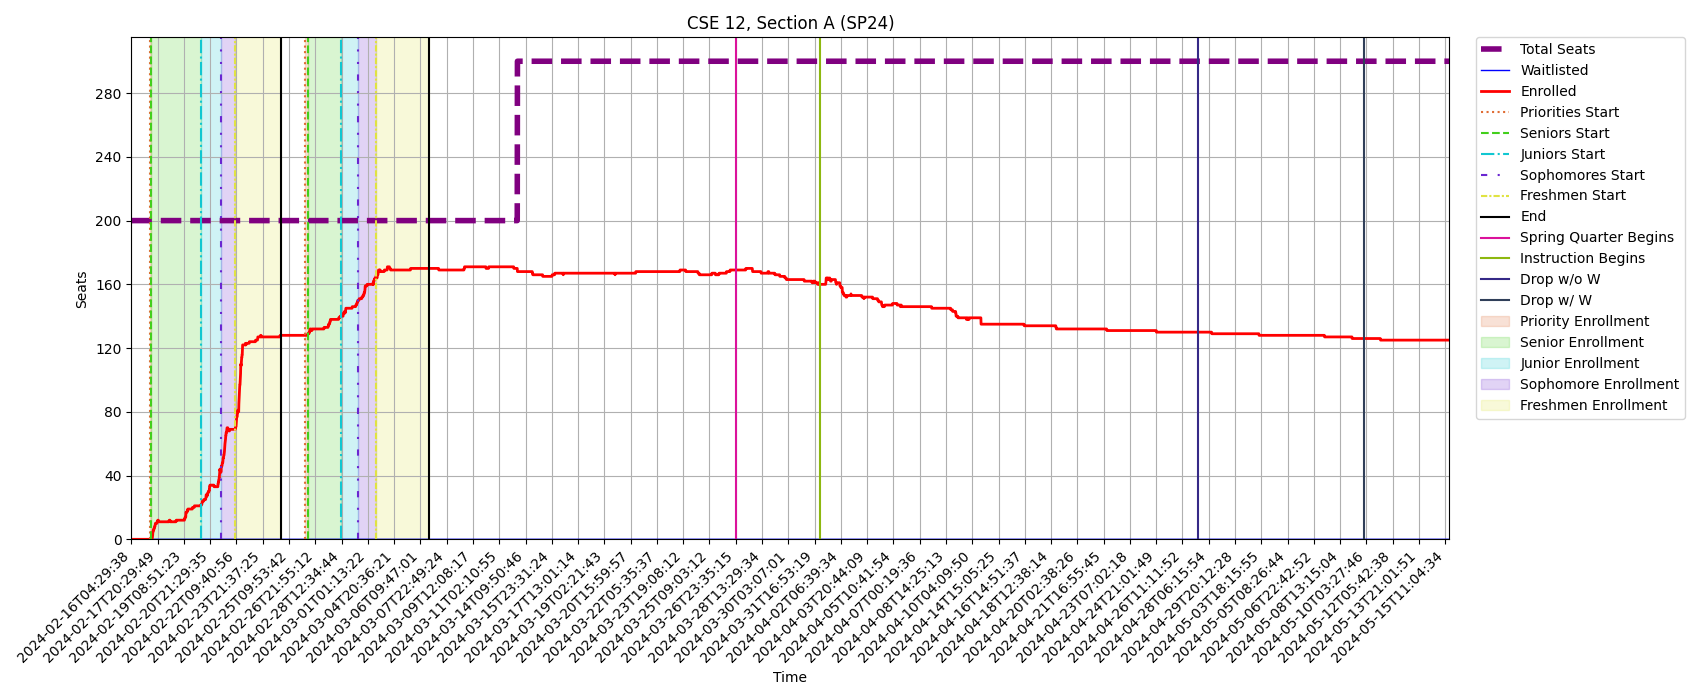 CSE 12, Section A (SP24)
Seats
280
240
200
160
120
80
40
0
2024-02-16T04:29:38
2024-02-17T20:29:49
2024-02-19T08:51:23
2024-02-20T21:29:35
2024-02-22T09:40:56
2024-02-23T21:37:25
2024-02-25T09:53:42
2024-02-26T21:55:12
2024-02-28T12:34:44
2024-03-01T01:13:22
2024-03-04T20:36:21
2024-03-06T09:47:01
2024-03-07T22:49:24
2024-03-09T12:08:17
2024-03-11T02:10:55
2024-03-14T09:50:46
2024-03-15T23:31:24
2024-03-17T13:01:14
2024-03-19T02:21:43
2024-03-20T15:59:57
2024-03-22T05:35:37
2024-03-23T19:08:12
2024-03-25T09:03:12
2024-03-26T23:35:15
2024-03-28T13:29:34
2024-03-30T03:07:01
2024-03-31T16:53:19
2024-04-02T06:39:34
2024-04-03T20:44:09
2024-04-05T10:41:54
2024-04-07T00:19:36
2024-04-08T14:25:13
2024-04-10T04:09:50
2024-04-14T15:05:25
2024-04-16T14:51:37
2024-04-18T12:38:14
2024-04-20T02:38:26
2024-04-21T16:55:45
2024-04-23T07:02:18
2024-04-24T21:01:49
2024-04-26T11:11:52
2024-04-28T06:15:54
2024-04-29T20:12:28
2024-05-03T18:15:55
2024-05-05T08:26:44
2024-05-06T22:42:52
2024-05-08T13:15:04
2024-05-10T03:27:46
2024-05-12T05:42:38
2024-05-13T21:01:51
2024-05-15T11:04:34
Time
Total Seats
Waitlisted
Enrolled
Priorities Start
Seniors Start
Juniors Start
Sophomores Start
Freshmen Start
End
Spring Quarter Begins
Instruction Begins
Drop w/o W
Drop w/ W
Priority Enrollment
Senior Enrollment
Junior Enrollment
Sophomore Enrollment
Freshmen Enrollment